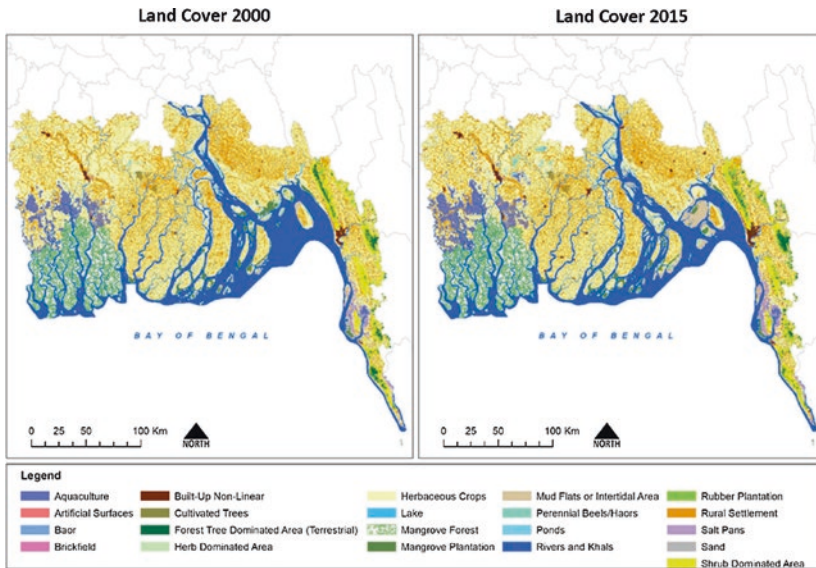 Land Cover 2000
Land Cover 2015
BAY OF BENGAL
BAY OF BENGAL
0 25 50 100 Km
NORTH
0 25 50 100 Km
NORTH
Legend
Aquaculture
Artificial Surfaces
Baor
Brickfield
Built-Up Non-Linear
Cultivated Trees
Forest Tree Dominated Area (Terrestrial)
Herb Dominated Area
Herbaceous Crops
Lake
Mangrove Forest
Mangrove Plantation
Mud Flats or Intertidal Area
Perennial Beels/Haors
Ponds
Rivers and Khals
Rubber Plantation
Rural Settlement
Salt Pans
Sand
Shrub Dominated Area